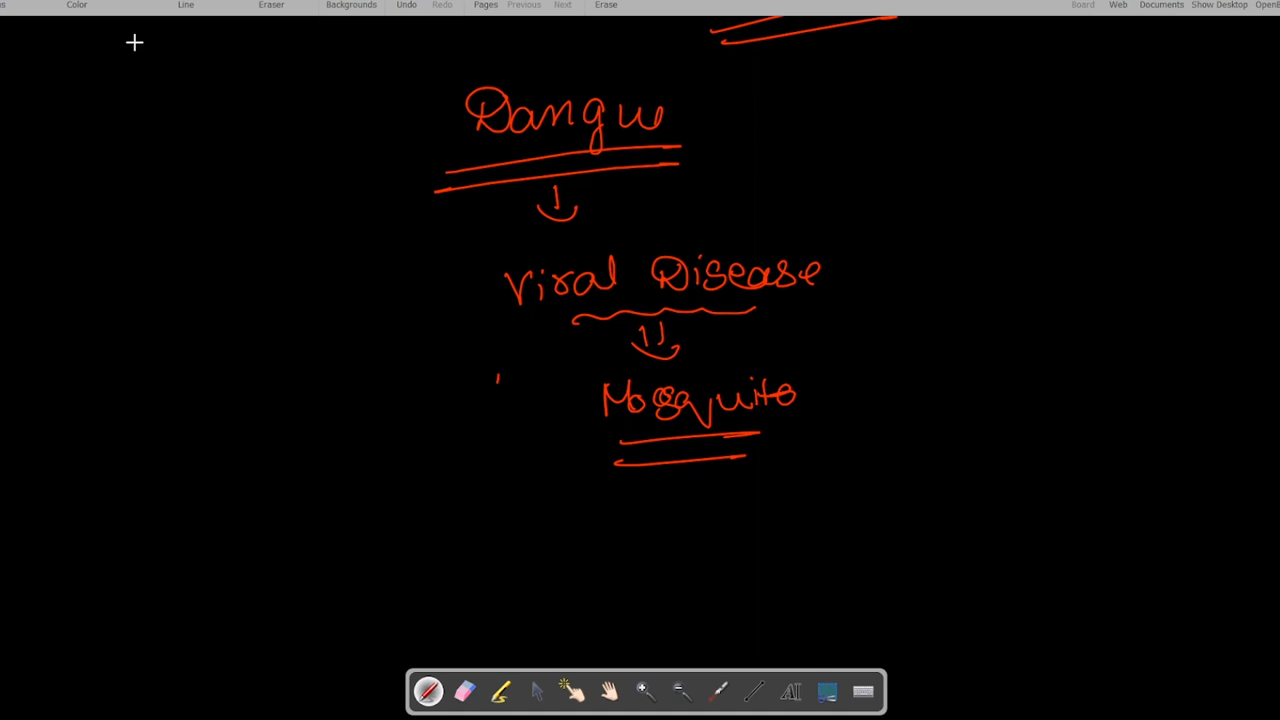 Color Line Eraser Backgrounds Undo Redo Pages Previous Next Erase Board Web Documents Show Desktop
Dangue
Viral Disease
Mosquito